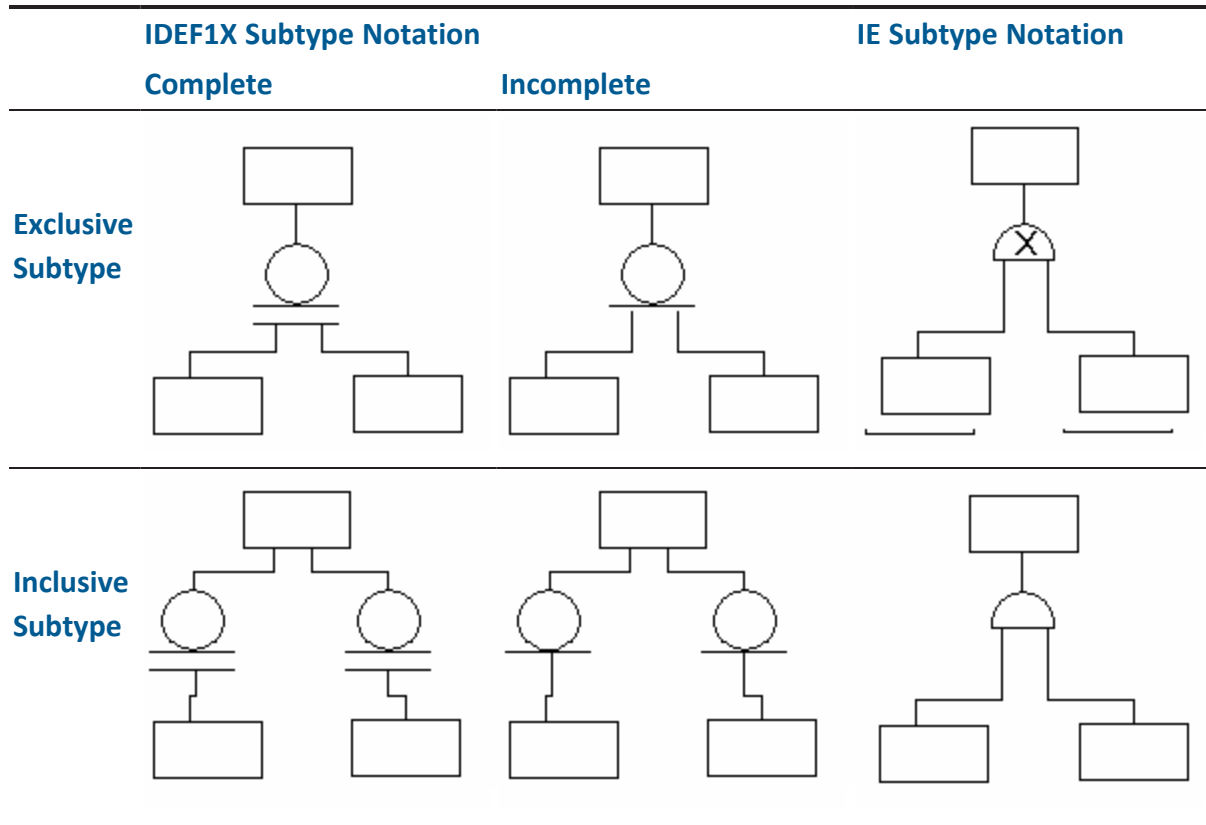 IDEF1X Subtype Notation
IE Subtype Notation
Complete
Incomplete
Exclusive
Subtype
X
Inclusive
Subtype